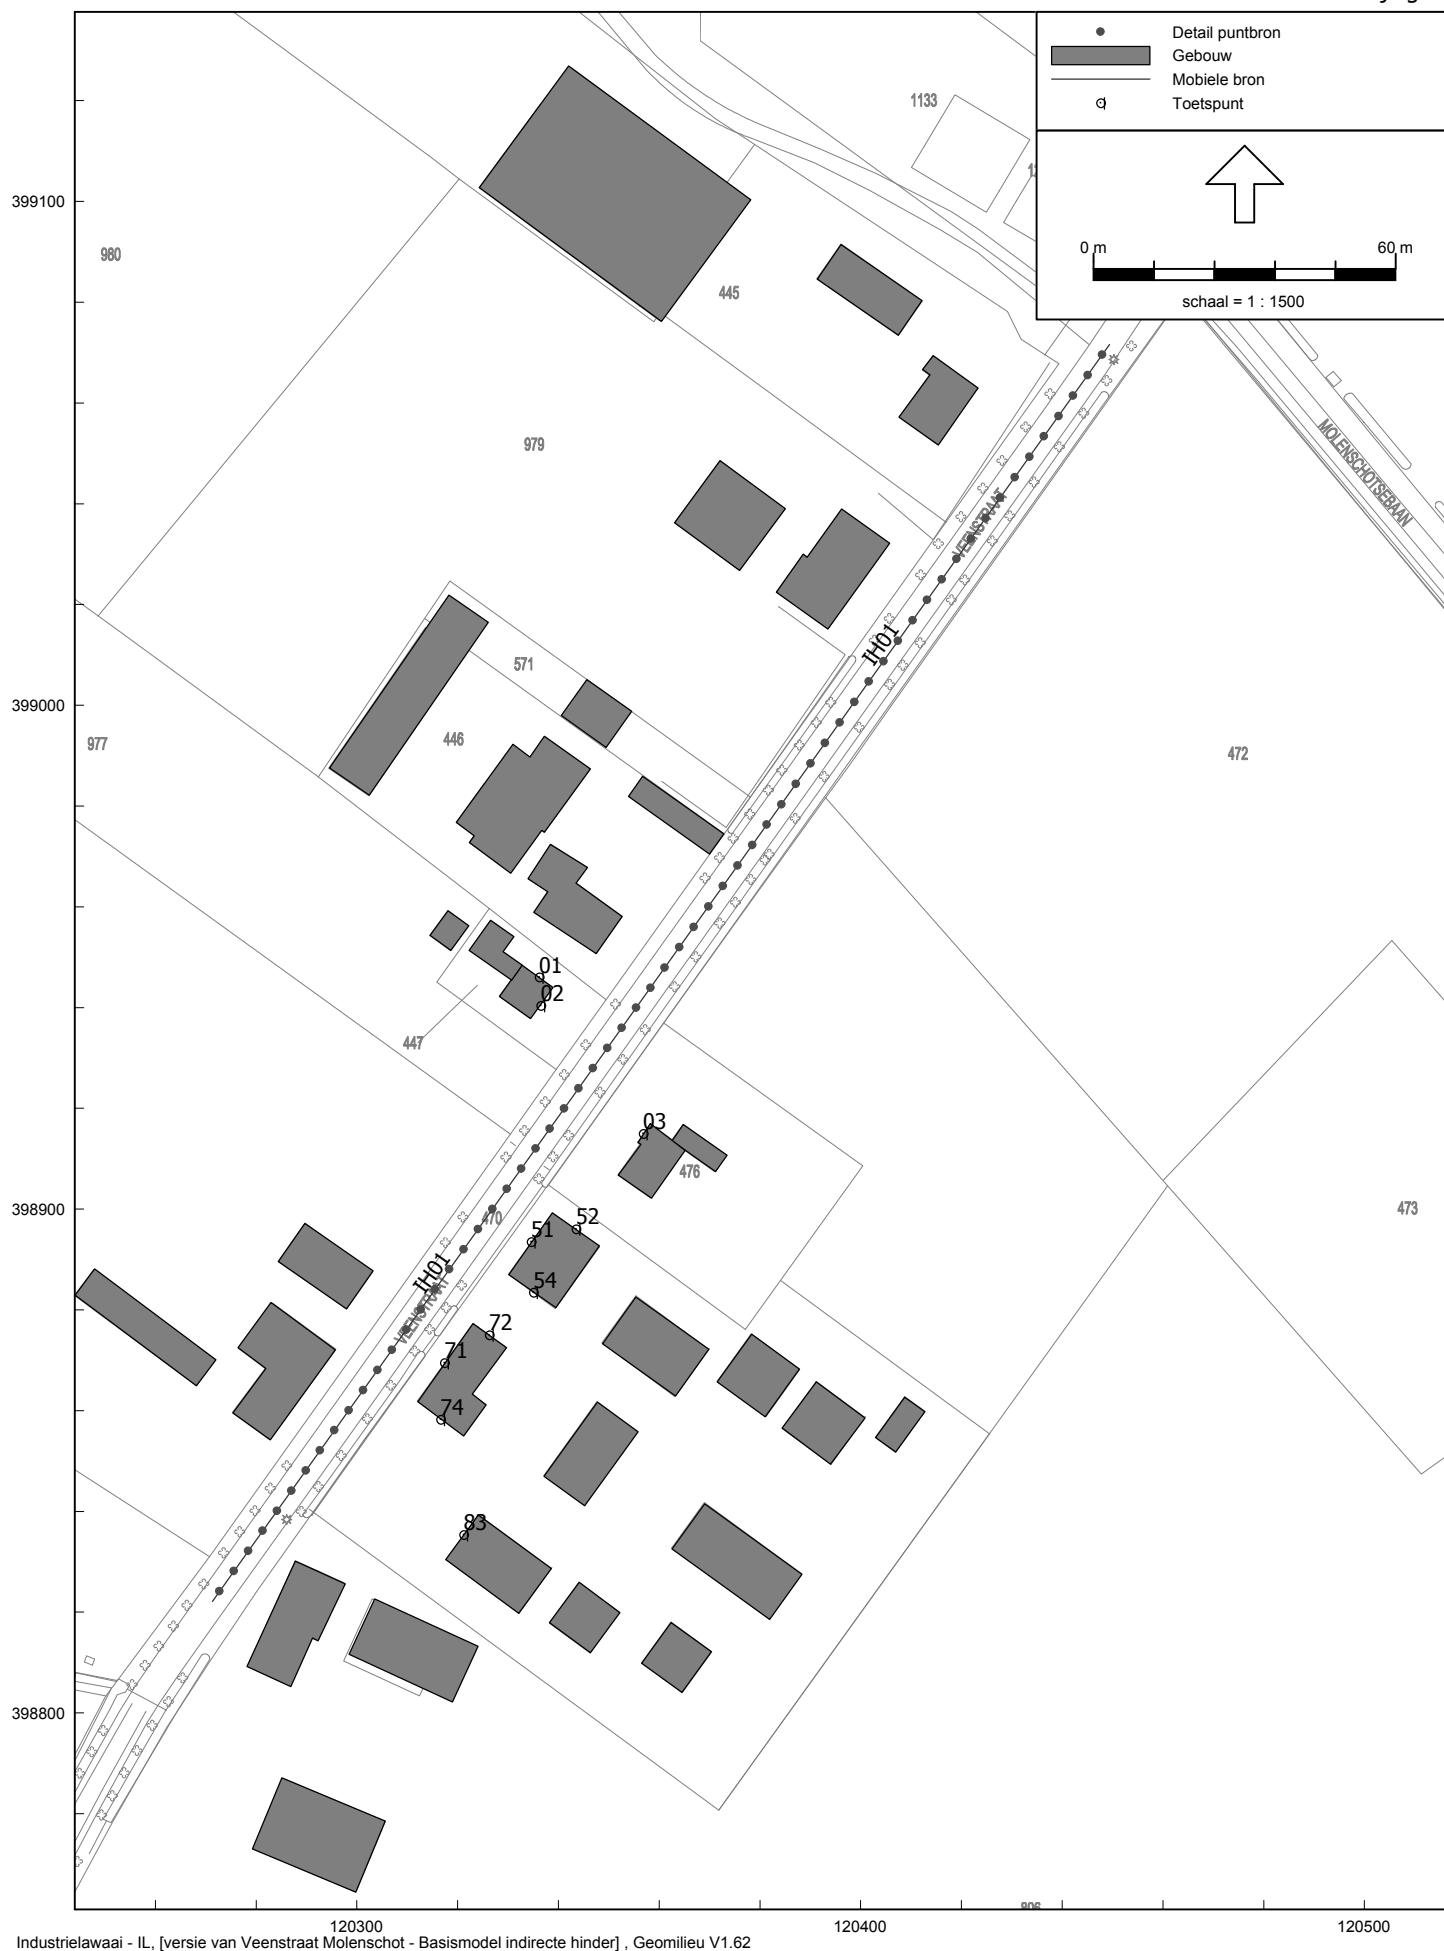 Detail puntbron
Gebouw
Mobiele bron
Toetspunt
1133
0 m
60 m
schaal = 1 : 1500
399100
980
445
979
MOLENSCHOTSEBAAN
VEENSTRAAT
IH01
571
399000
977
446
472
01
02
447
03
476
398900
470
473
51
52
IH01
VEENSTRAAT
54
72
71
74
83
398800
120300
120400
120500
Industrielawaai - IL, [versie van Veenstraat Molenschot - Basismodel indirecte hinder] , Geomilieu V1.62